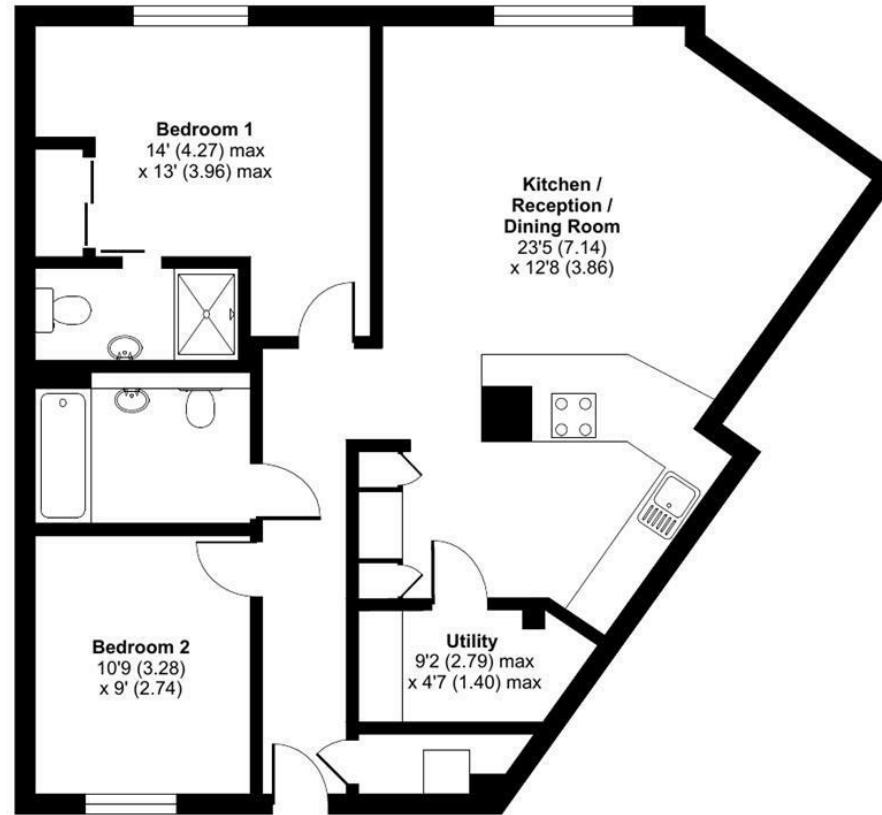 Bedroom 1
14' (4.27) max
x 13' (3.96) max
Kitchen /
Reception /
Dining Room
23'5 (7.14)
x 12'8 (3.86)
Utility
9'2 (2.79) max
x 4'7 (1.40) max
Bedroom 2
10'9 (3.28)
x 9' (2.74)